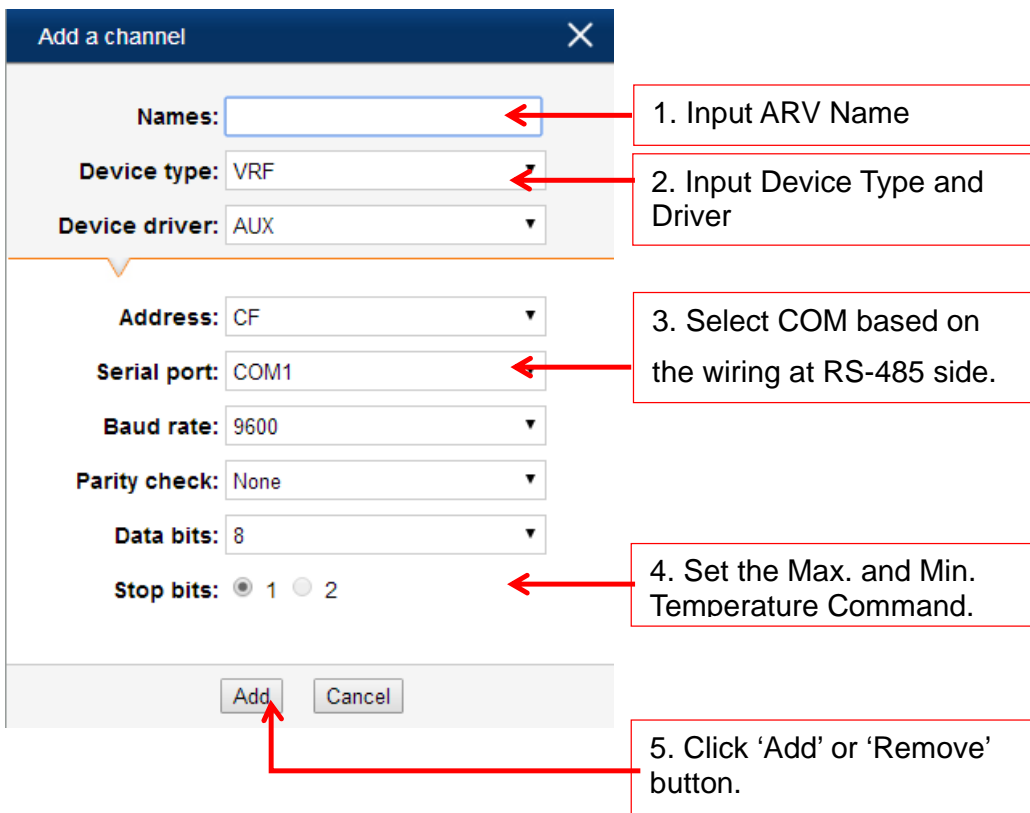 Add a channel
Names:
1. Input ARV Name
Device type: VRF
2. Input Device Type and
Driver
Device driver: AUX
Address: CF
3. Select COM based on
the wiring at RS-485 side.
Serial port: COM1
Baud rate: 9600
Parity check: None
Data bits: 8
Stop bits: 1 2
4. Set the Max. and Min.
Temperature Command.
Add Cancel
5. Click ‘Add’ or ‘Remove’
button.